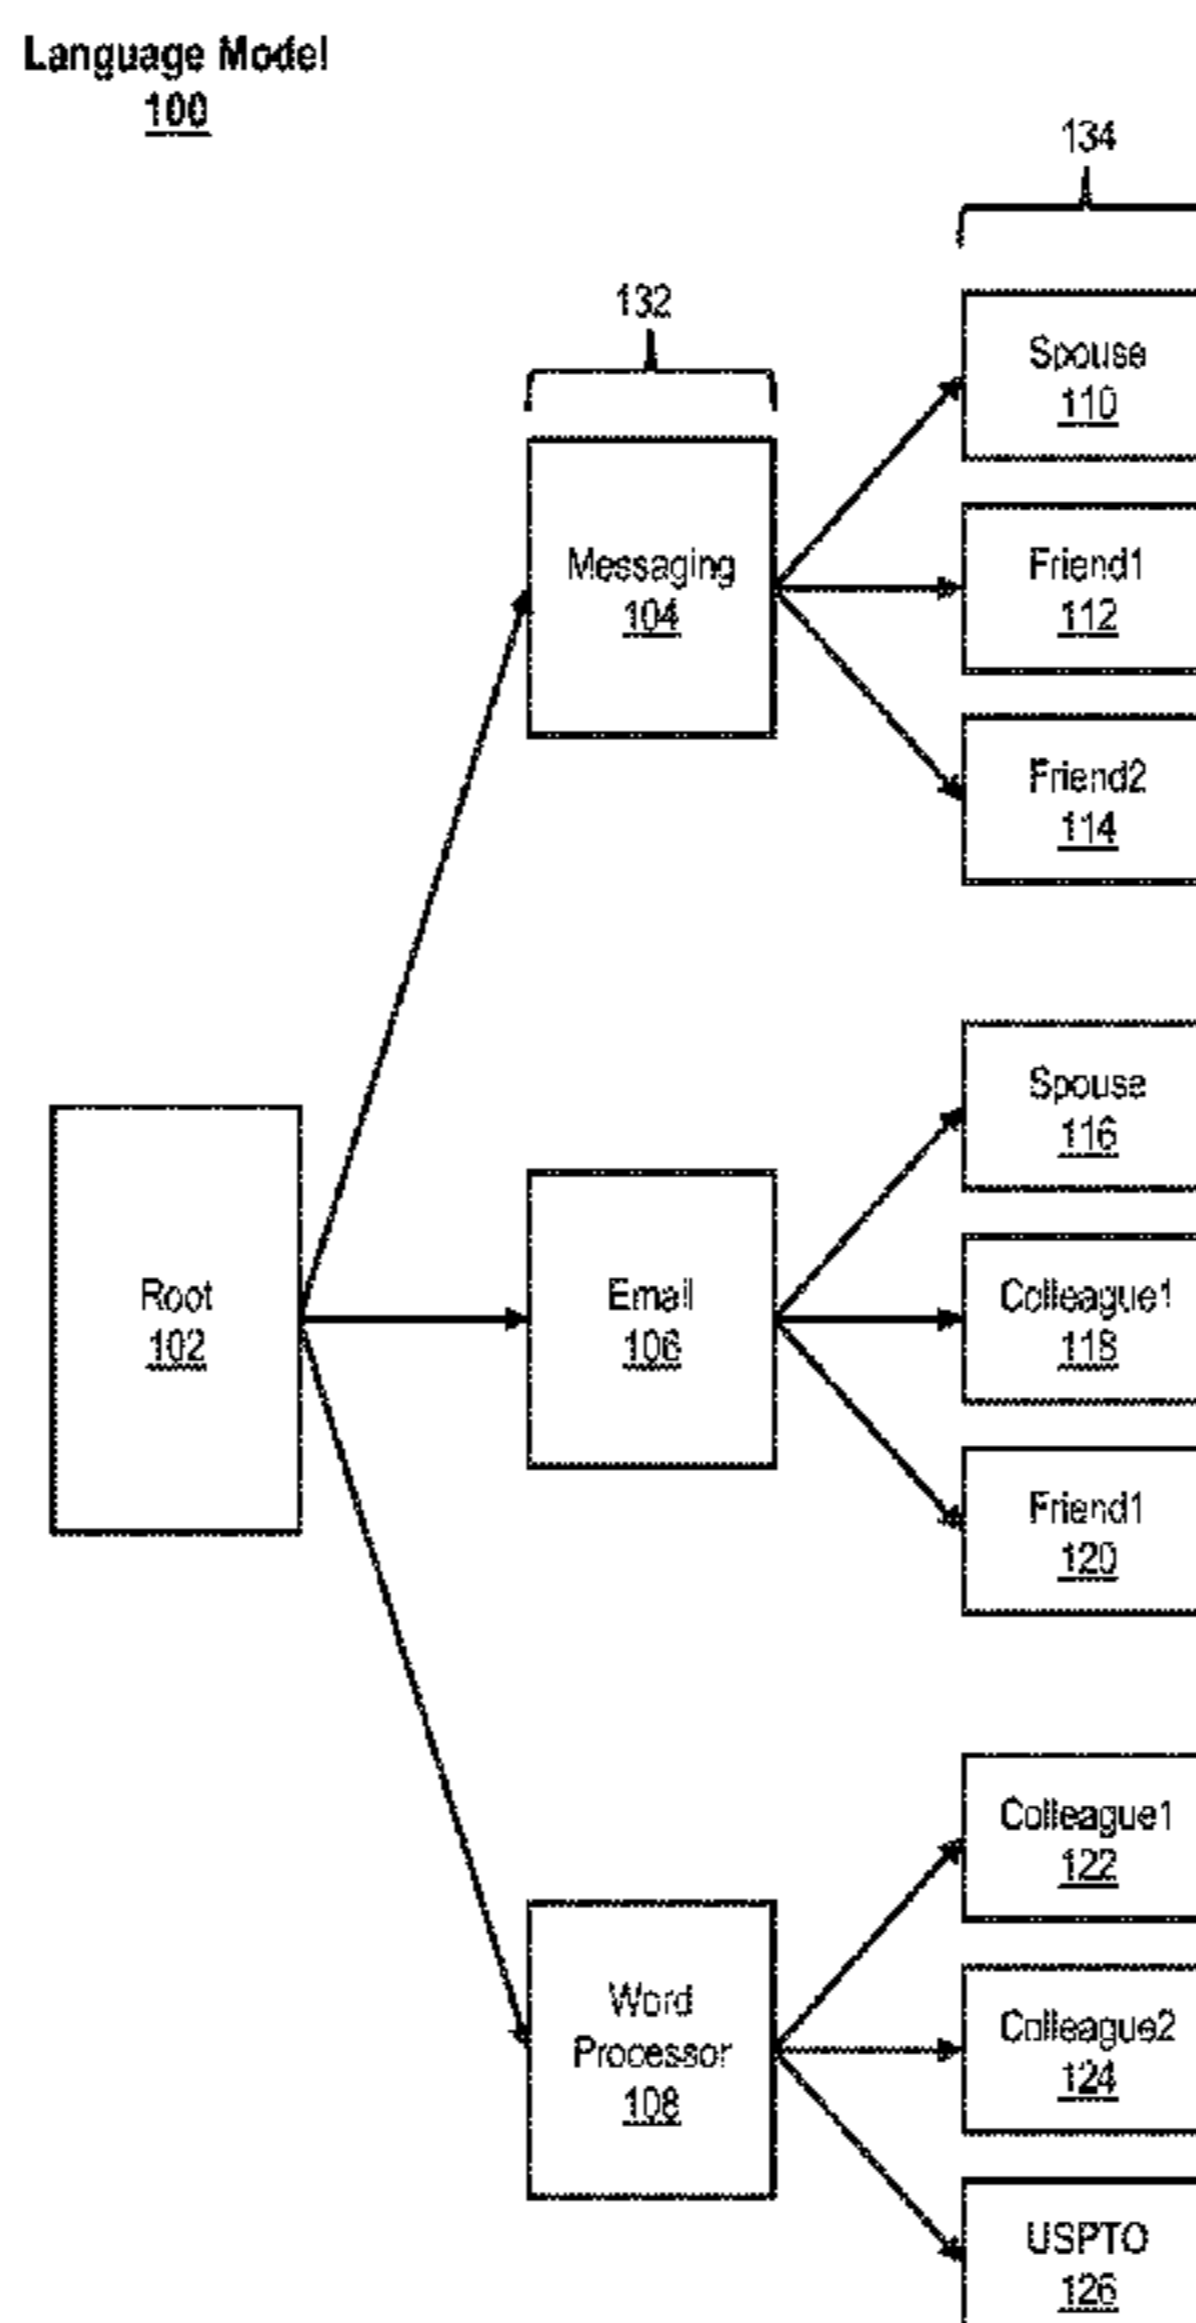 Language Model
100
134
132
Spouse
110
Messaging
104
Friend1
112
Friend2
114
Spouse
116
Root
102
Email
106
Colleague1
118
Friend1
120
Colleague1
122
Word
Processor
108
Colleague2
124
USPTO
126